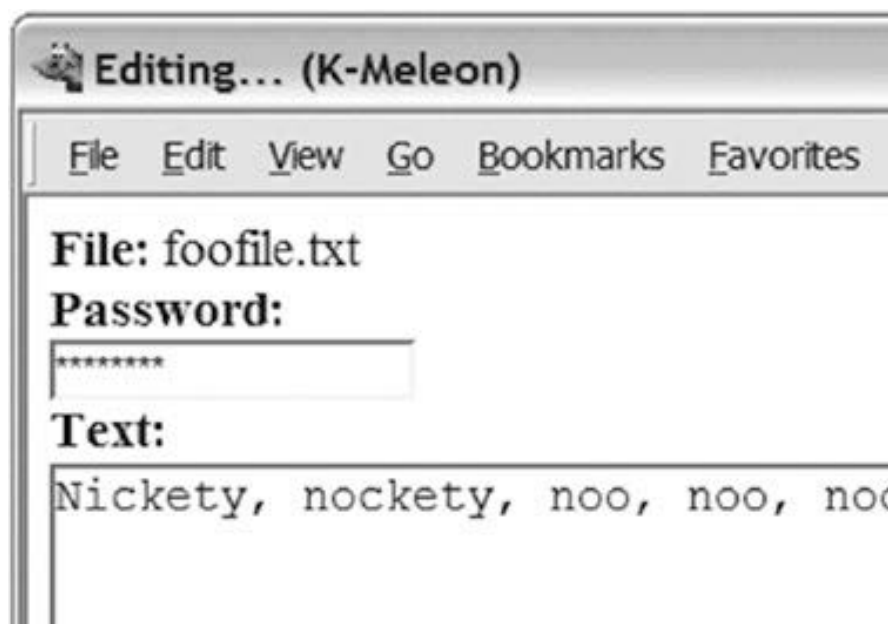 Editing... (K-Meleon)
File Edit View Go Bookmarks Favorites
File: foofile.txt
Password:
********
Text:
Nickety, nockety, noo, noo,